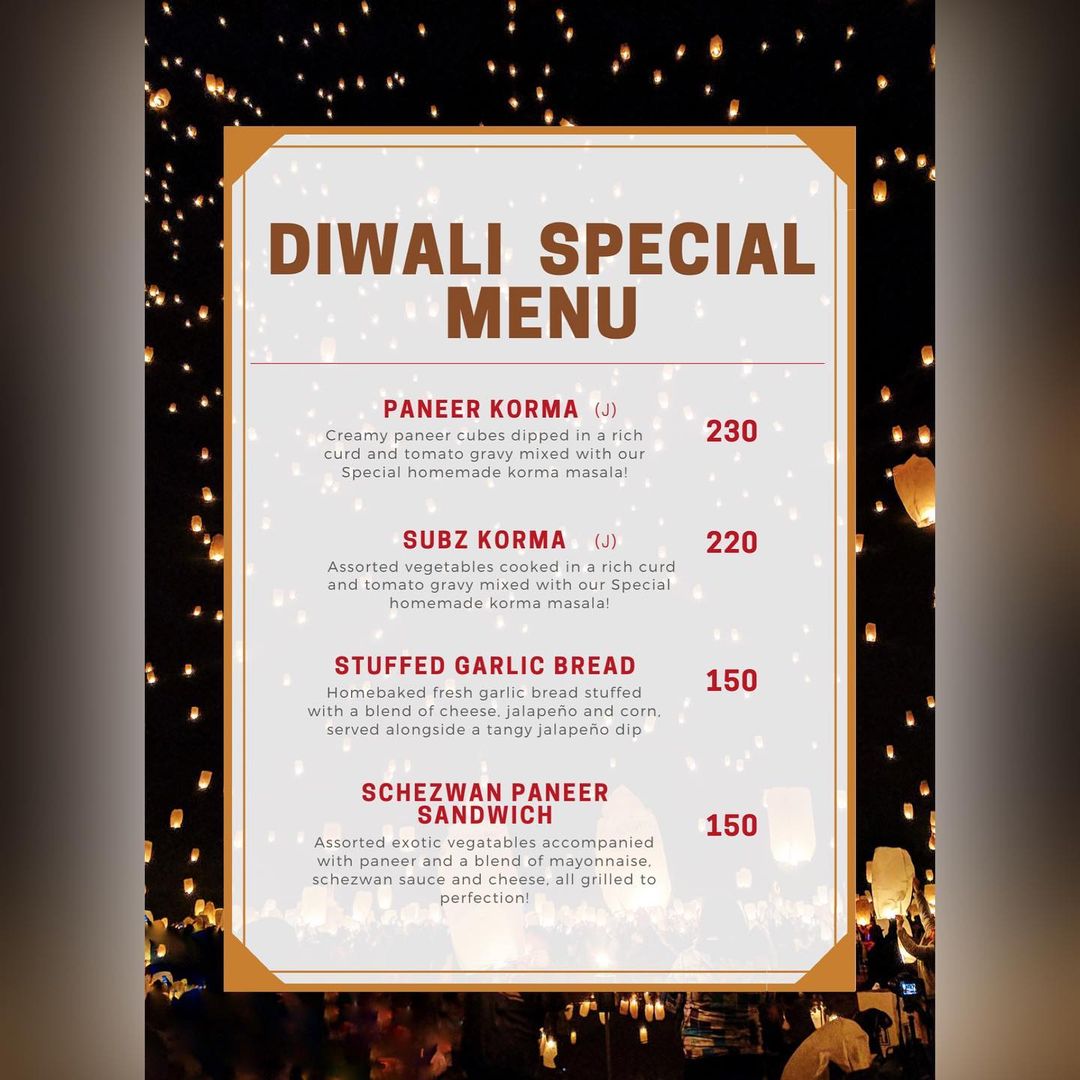 DIWALI SPECIAL
MENU
PANEER KORMA (J)
Creamy paneer cubes dipped in a rich
curd and tomato gravy mixed with our
Special homemade korma masala!
230
SUBZ KORMA (J)
Assorted vegetables cooked in a rich curd
and tomato gravy mixed with our Special
homemade korma masala!
220
STUFFED GARLIC BREAD
Homebaked fresh garlic bread stuffed
with a blend of cheese, jalapeño and corn,
served alongside a tangy jalapeño dip
150
SCHEZWAN PANEER
SANDWICH
Assorted exotic vegatables accompanied
with paneer and a blend of mayonnaise,
schezwan sauce and cheese, all grilled to
perfection!
150